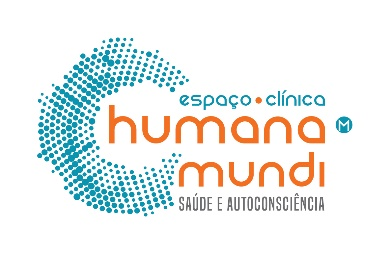 espaço • clínica
humana M
mundi
SAÚDE E AUTOCONSCIÊNCIA